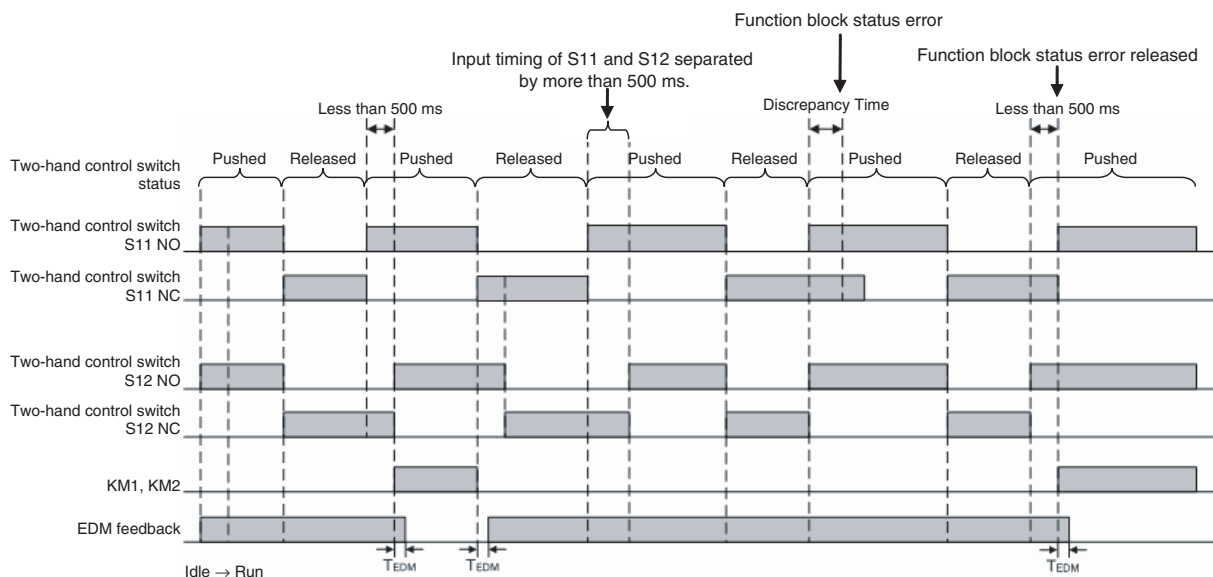 Function block status error
Function block status error released
Input timing of S11 and S12 separated
by more than 500 ms.
Less than 500 ms
Discrepancy Time
Less than 500 ms
Two-hand control switch
status
Pushed
Released
Pushed
Released
Pushed
Released
Pushed
Released
Pushed
Two-hand control switch
S11 NO
Two-hand control switch
S11 NC
Two-hand control switch
S12 NO
Two-hand control switch
S12 NC
KM1, KM2
EDM feedback
TEDM
TEDM
TEDM
Idle → Run